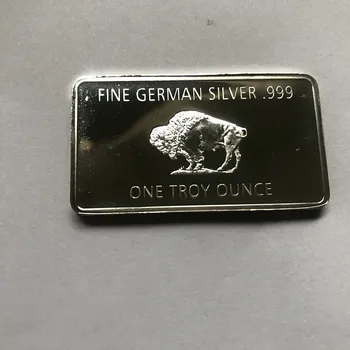 FINE GERMAN SILVER .999
ONE TROY OUNCE